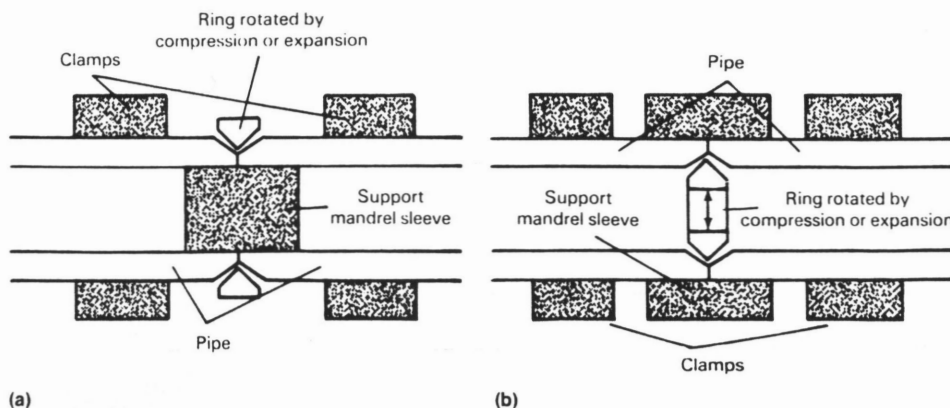 Ring rotated by
compression or expansion
Clamps
Support
mandrel sleeve
Pipe
(a)
Pipe
Support
mandrel sleeve
Ring rotated by
compression or expansion
Clamps
(b)